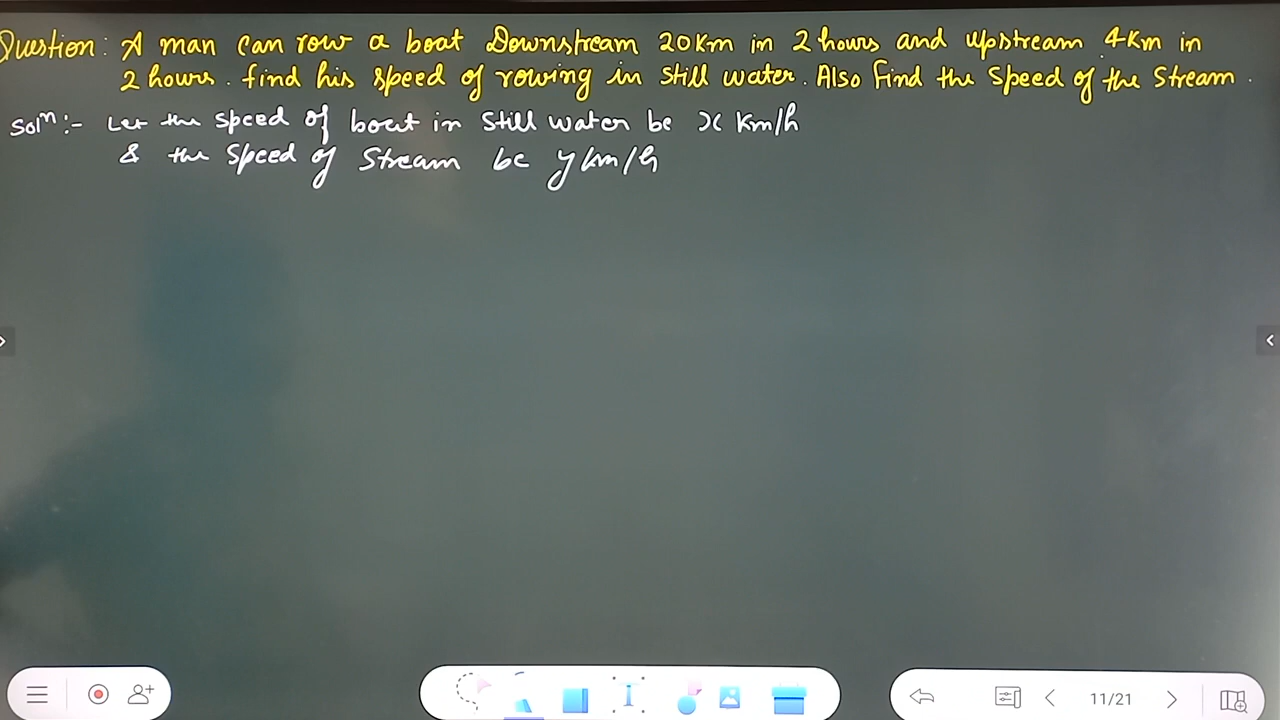 Question: A man can row a boat Downstream 20Km in 2 hours and upstream 4Km in
2 hours. find his speed of rowing in still water. Also find the Speed of the Stream.
Solⁿ:- Let the speed of boat in still water be x Km/h
& the Speed of Stream be y km/h
11/21